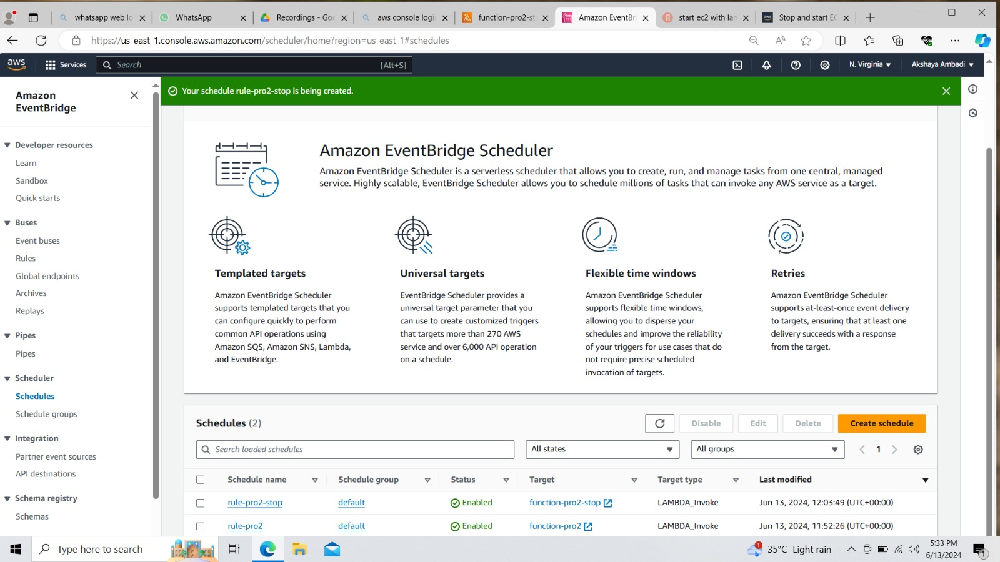 whatsapp web lo
WhatsApp
Recordings - Goo
aws console logi
function-pro2-st
Amazon EventBri
start ec2 with lan
Stop and start EC
https://us-east-1.console.aws.amazon.com/scheduler/home?region=us-east-1#schedules
aws
Services
Search
[Alt+S]
N. Virginia
Akshaya Ambadi
Amazon
EventBridge
Your schedule rule-pro2-stop is being created.
Developer resources
Learn
Sandbox
Quick starts
Buses
Event buses
Rules
Global endpoints
Archives
Replays
Pipes
Pipes
Scheduler
Schedules
Schedule groups
Integration
Partner event sources
API destinations
Schema registry
Schemas
Amazon EventBridge Scheduler
Amazon EventBridge Scheduler is a serverless scheduler that allows you to create, run, and manage tasks from one central, managed
service. Highly scalable, EventBridge Scheduler allows you to schedule millions of tasks that can invoke any AWS service as a target.
Templated targets
Amazon EventBridge Scheduler
supports templated targets that you
can configure quickly to perform
common API operations using
Amazon SQS, Amazon SNS, Lambda,
and EventBridge.
Universal targets
EventBridge Scheduler provides a
universal target parameter that you
can use to create customized triggers
that targets more than 270 AWS
service and over 6,000 API operation
on a schedule.
Flexible time windows
Amazon EventBridge Scheduler
supports flexible time windows,
allowing you to disperse your
schedules and improve the reliability
of your triggers for use cases that do
not require precise scheduled
invocation of targets.
Retries
Amazon EventBridge Scheduler
supports at-least-once event delivery
to targets, ensuring that at least one
delivery succeeds with a response
from the target.
Schedules (2)
Disable
Edit
Delete
Create schedule
Search loaded schedules
All states
All groups
1
Schedule name
Schedule group
Status
Target
Target type
Last modified
rule-pro2-stop
default
Enabled
function-pro2-stop
LAMBDA_Invoke
Jun 13, 2024, 12:03:49 (UTC+00:00)
rule-pro2
default
Enabled
function-pro2
LAMBDA_Invoke
Jun 13, 2024, 11:52:26 (UTC+00:00)
Type here to search
1
35°C Light rain
5:33 PM
6/13/2024
1